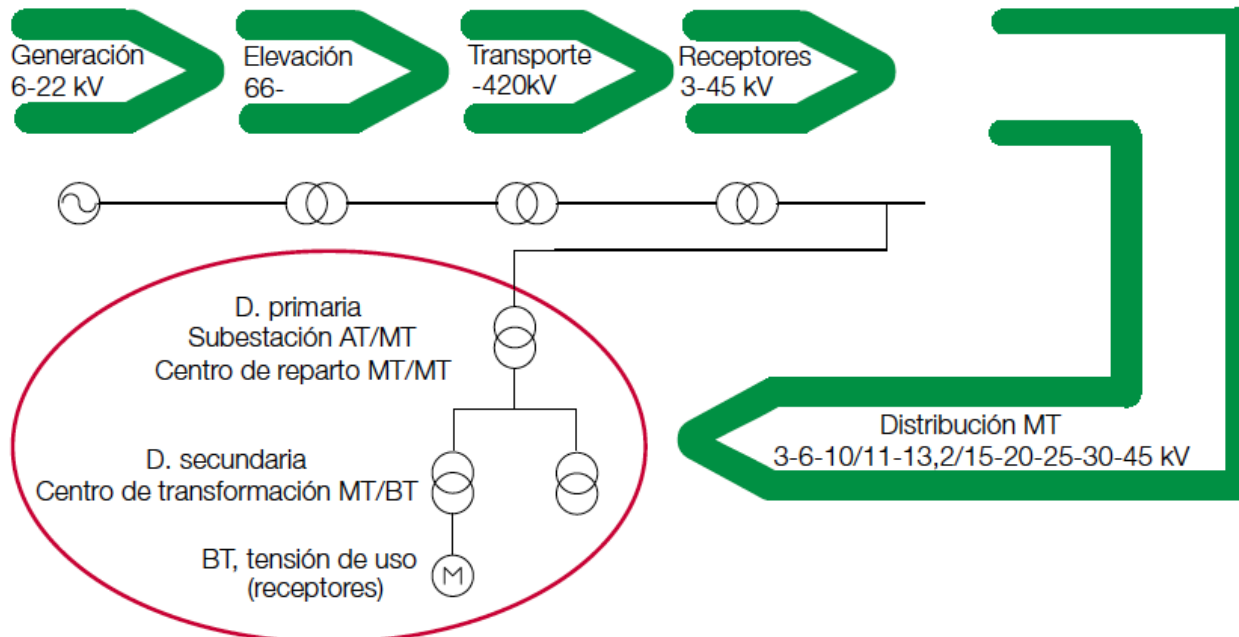 Generación
6-22 kV
Elevación
66-
Transporte
-420kV
Receptores
3-45 kV
D. primaria
Subestación AT/MT
Centro de reparto MT/MT
Distribución MT
3-6-10/11-13,2/15-20-25-30-45 kV
D. secundaria
Centro de transformación MT/BT
BT, tensión de uso
(receptores)
M